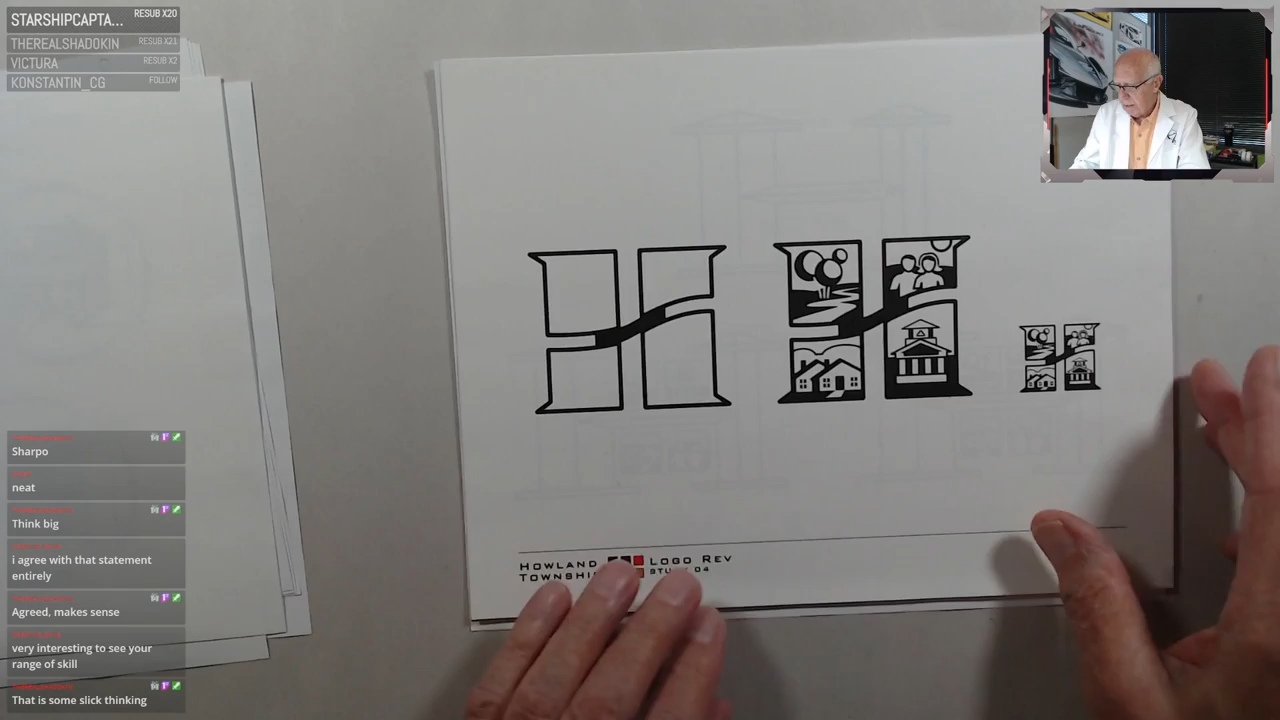 STARSHIPCAPTA... RESUB X20
THEREALSHADOKIN RESUB X21
VICTURA RESUB X2
KONSTANTIN_CG FOLLOW
Sharpo
neat
Think big
i agree with that statement
entirely
Agreed, makes sense
very interesting to see your
range of skill
That is some slick thinking
HOWLAND LOGO REV
04